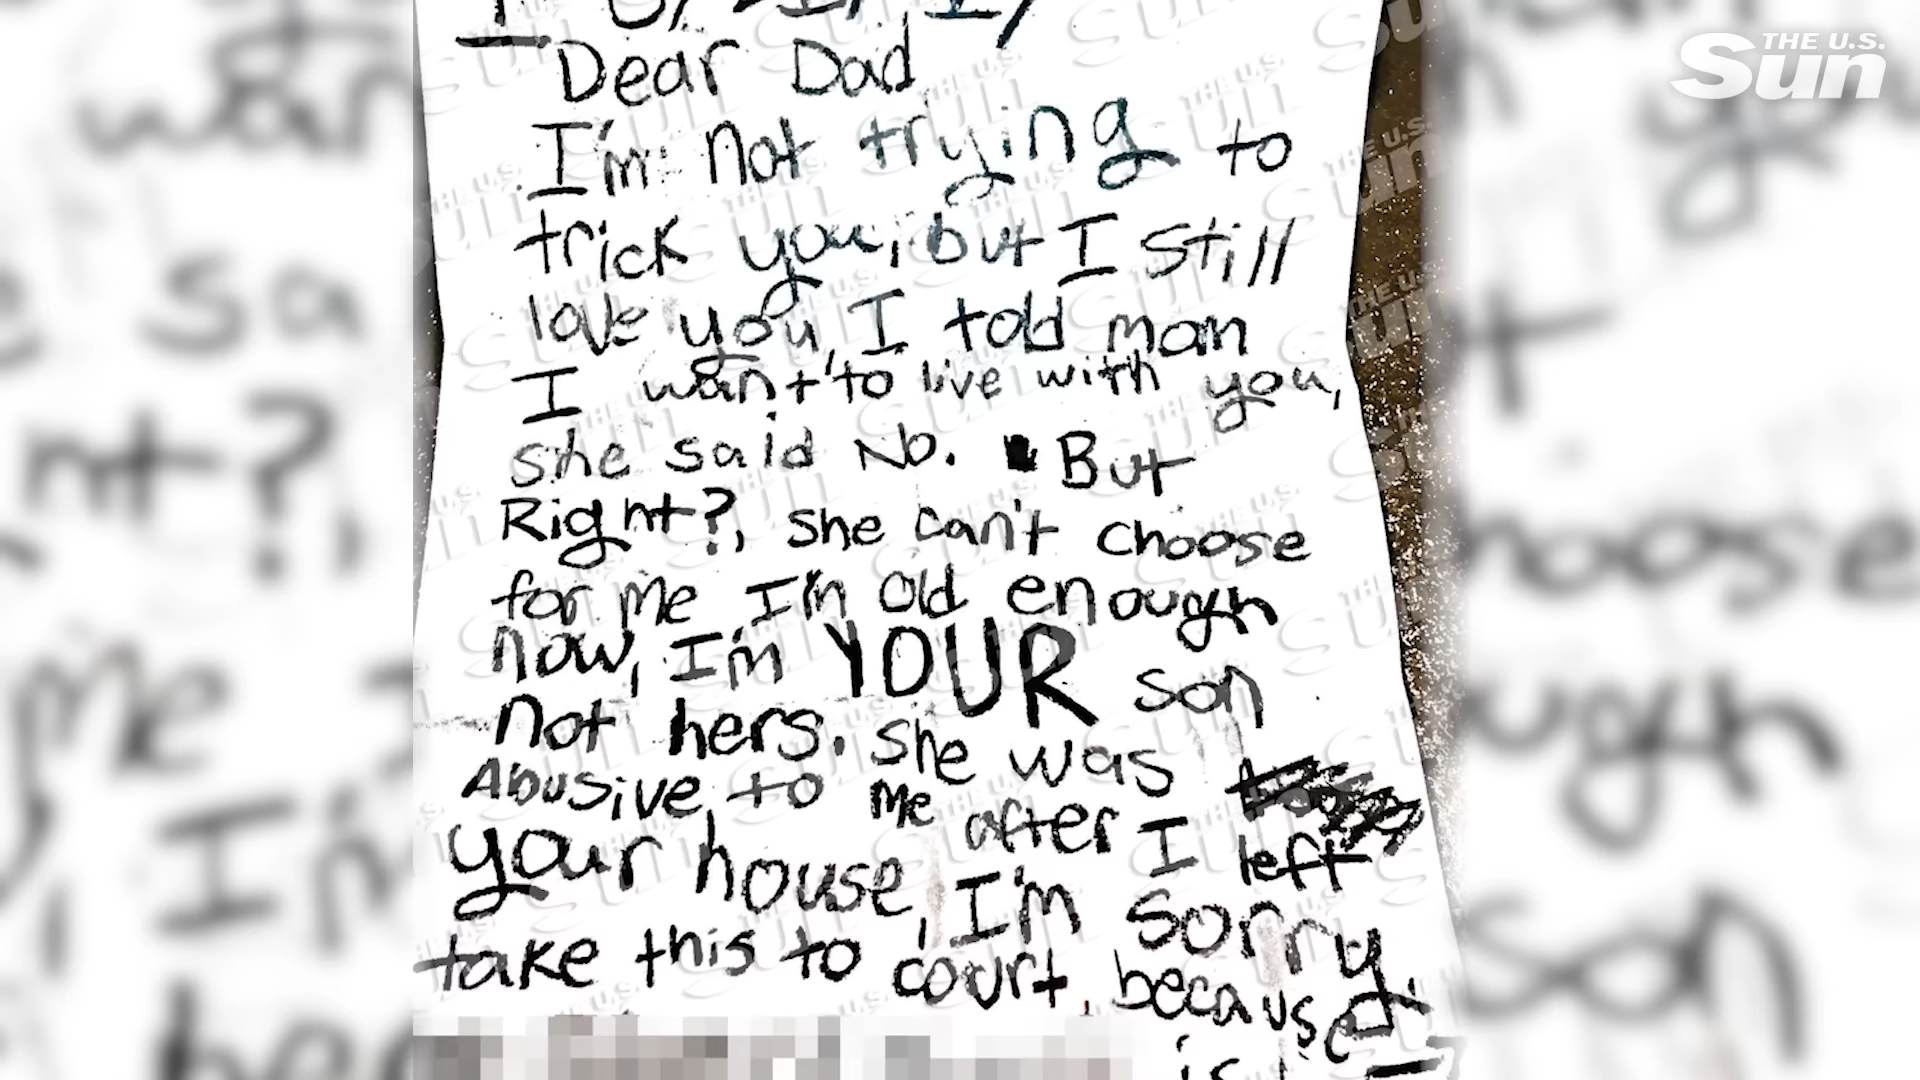 THE U.S.
Sun
Dear Dad
I'm not trying to
trick you, but I still
love you, I told mom
I want to live with you,
she said No. But
Right?, she can't choose
for me I'm old enough
now, I'm YOUR son
Not hers. She was
Abusive to me after I left
your house, I'm sorry,
take this to court because
is